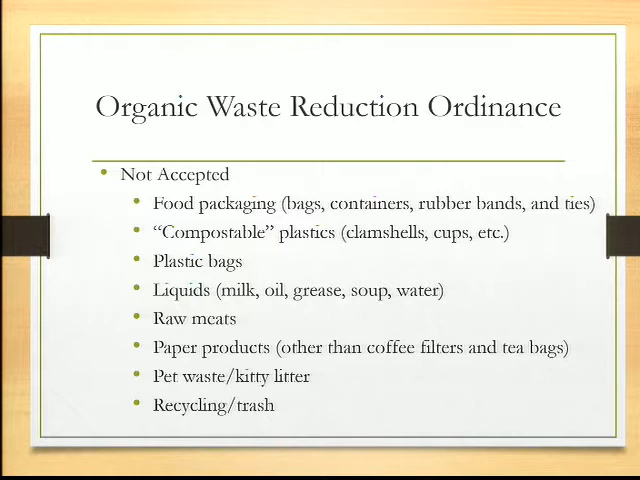 Organic Waste Reduction Ordinance
• Not Accepted
• Food packaging (bags, containers, rubber bands, and ties)
• “Compostable” plastics (clamshells, cups, etc.)
• Plastic bags
• Liquids (milk, oil, grease, soup, water)
• Raw meats
• Paper products (other than coffee filters and tea bags)
• Pet waste/kitty litter
• Recycling/trash